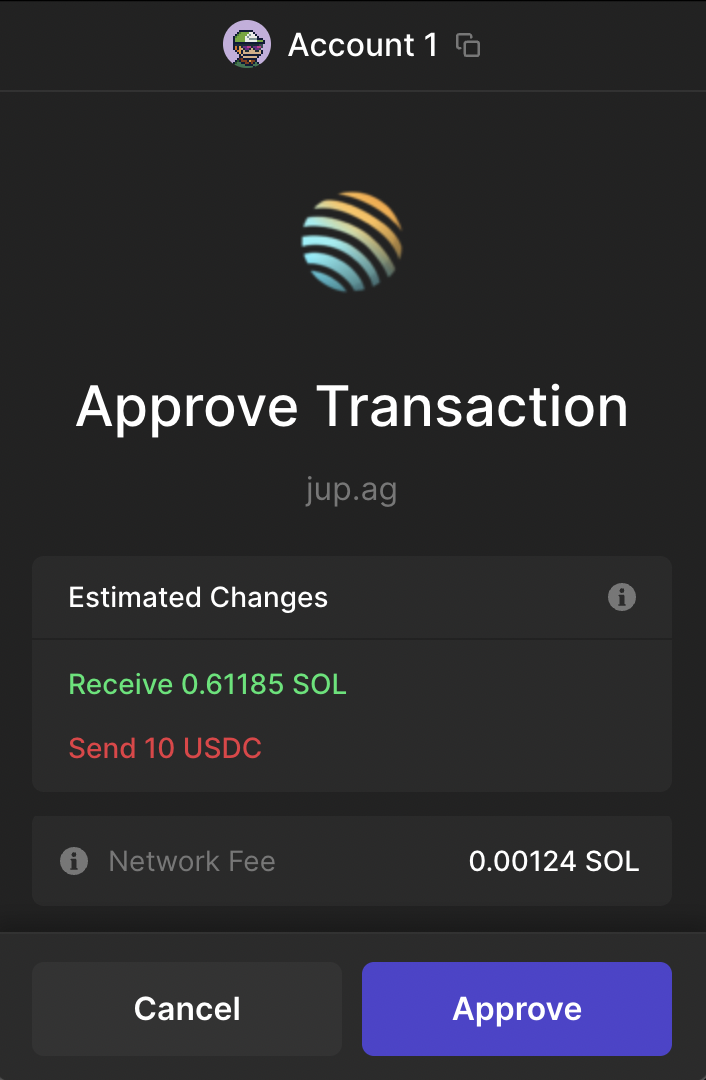 Account 1
Approve Transaction
jup.ag
Estimated Changes
Receive 0.61185 SOL
Send 10 USDC
Network Fee 0.00124 SOL
Cancel Approve